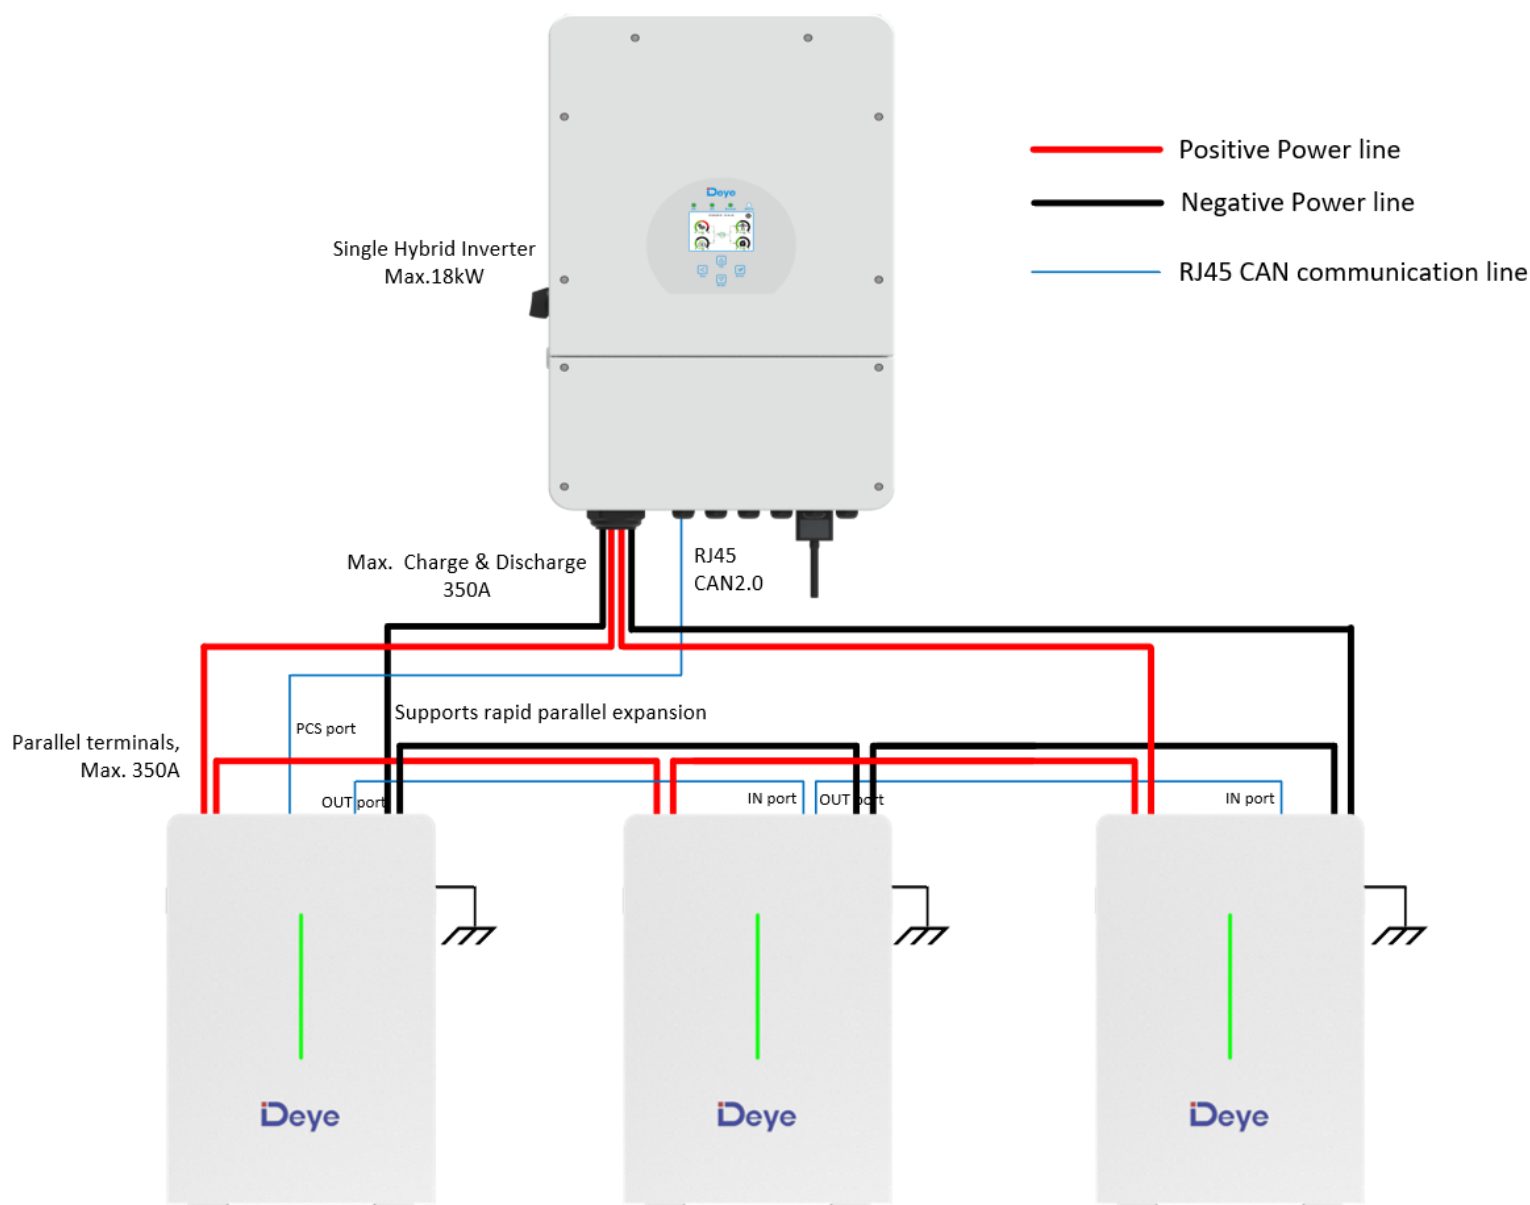 Deye
Positive Power line
Negative Power line
RJ45 CAN communication line
Single Hybrid Inverter
Max.18kW
Max. Charge & Discharge
350A
RJ45
CAN2.0
Supports rapid parallel expansion
PCS port
Parallel terminals,
Max. 350A
OUT port
IN port
OUT port
IN port
Deye
Deye
Deye